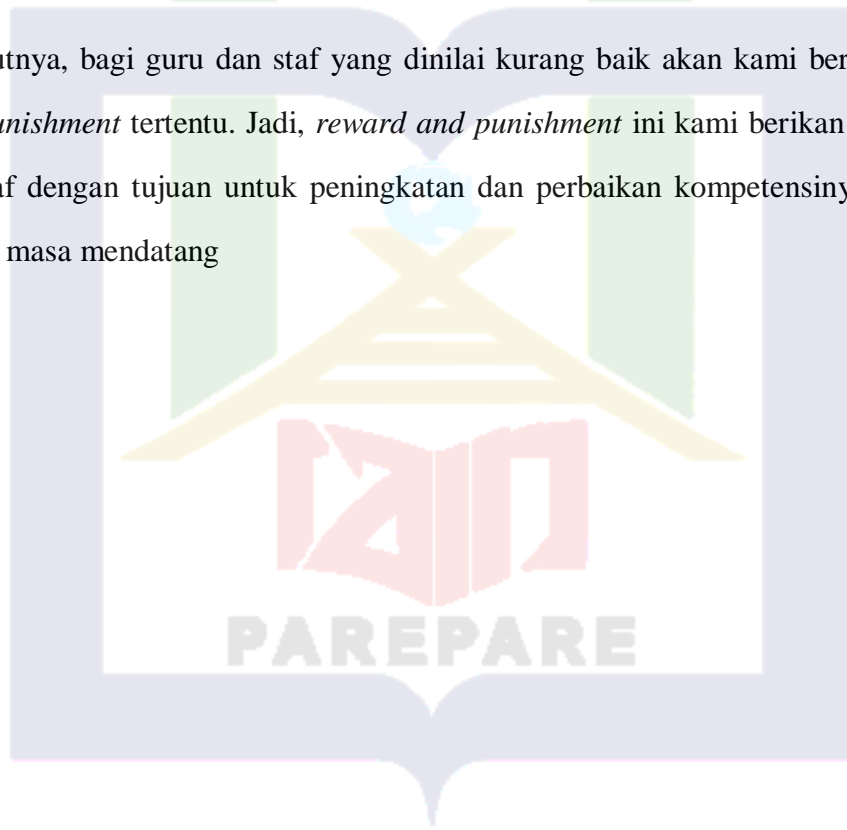 utnya, bagi guru dan staf yang dinilai kurang baik akan kami ber
unishment tertentu. Jadi, reward and punishment ini kami berikan
af dengan tujuan untuk peningkatan dan perbaikan kompetensiny
masa mendatang
iain
PAREPARE